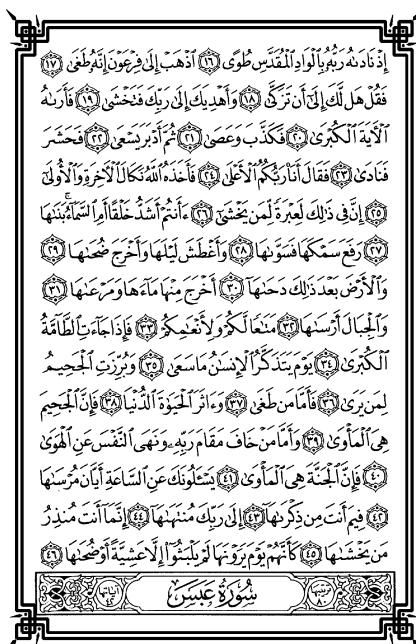 إِذْ نَادَىٰهُ رَبُّهُۥ بِٱلْوَادِ ٱلْمُقَدَّسِ طُوًى ١٦ ٱذْهَبْ إِلَىٰ فِرْعَوْنَ إِنَّهُۥ طَغَىٰ ١٧
فَقُلْ هَل لَّكَ إِلَىٰٓ أَن تَزَكَّىٰ ١٨ وَأَهْدِيَكَ إِلَىٰ رَبِّكَ فَتَخْشَىٰ ١٩ فَأَرَىٰهُ
ٱلْءَايَةَ ٱلْكُبْرَىٰ ٢٠ فَكَذَّبَ وَعَصَىٰ ٢١ ثُمَّ أَدْبَرَ يَسْعَىٰ ٢٢ فَحَشَرَ
فَنَادَىٰ ٢٣ فَقَالَ أَنَا۠ رَبُّكُمُ ٱلْأَعْلَىٰ ٢٤ فَأَخَذَهُ ٱللَّهُ نَكَالَ ٱلْءَاخِرَةِ وَٱلْأُولَىٰٓ
٢٥ إِنَّ فِى ذَٰلِكَ لَعِبْرَةً لِّمَن يَخْشَىٰٓ ٢٦ ءَأَنتُمْ أَشَدُّ خَلْقًا أَمِ ٱلسَّمَآءُ ۚ بَنَىٰهَا
٢٧ رَفَعَ سَمْكَهَا فَسَوَّىٰهَا ٢٨ وَأَغْطَشَ لَيْلَهَا وَأَخْرَجَ ضُحَىٰهَا ٢٩
وَٱلْأَرْضَ بَعْدَ ذَٰلِكَ دَحَىٰهَآ ٣٠ أَخْرَجَ مِنْهَا مَآءَهَا وَمَرْعَىٰهَا ٣١
وَٱلْجِبَالَ أَرْسَىٰهَا ٣٢ مَتَٰعًا لَّكُمْ وَلِأَنْعَٰمِكُمْ ٣٣ فَإِذَا جَآءَتِ ٱلطَّآمَّةُ
ٱلْكُبْرَىٰ ٣٤ يَوْمَ يَتَذَكَّرُ ٱلْإِنسَٰنُ مَا سَعَىٰ ٣٥ وَبُرِّزَتِ ٱلْجَحِيمُ
لِمَن يَرَىٰ ٣٦ فَأَمَّا مَن طَغَىٰ ٣٧ وَءَاثَرَ ٱلْحَيَوٰةَ ٱلدُّنْيَا ٣٨ فَإِنَّ ٱلْجَحِيمَ
هِىَ ٱلْمَأْوَىٰ ٣٩ وَأَمَّا مَنْ خَافَ مَقَامَ رَبِّهِۦ وَنَهَى ٱلنَّفْسَ عَنِ ٱلْهَوَىٰ
٤٠ فَإِنَّ ٱلْجَنَّةَ هِىَ ٱلْمَأْوَىٰ ٤١ يَسْـَٔلُونَكَ عَنِ ٱلسَّاعَةِ أَيَّانَ مُرْسَىٰهَا
٤٢ فِيمَ أَنتَ مِن ذِكْرَىٰهَآ ٤٣ إِلَىٰ رَبِّكَ مُنتَهَىٰهَآ ٤٤ إِنَّمَآ أَنتَ مُنذِرُ
مَن يَخْشَىٰهَا ٤٥ كَأَنَّهُمْ يَوْمَ يَرَوْنَهَا لَمْ يَلْبَثُوٓا۟ إِلَّا عَشِيَّةً أَوْ ضُحَىٰهَا ٤٦
ترتيبها ٨٠ سُورَةُ عَبَسَ آياتها ٤٢